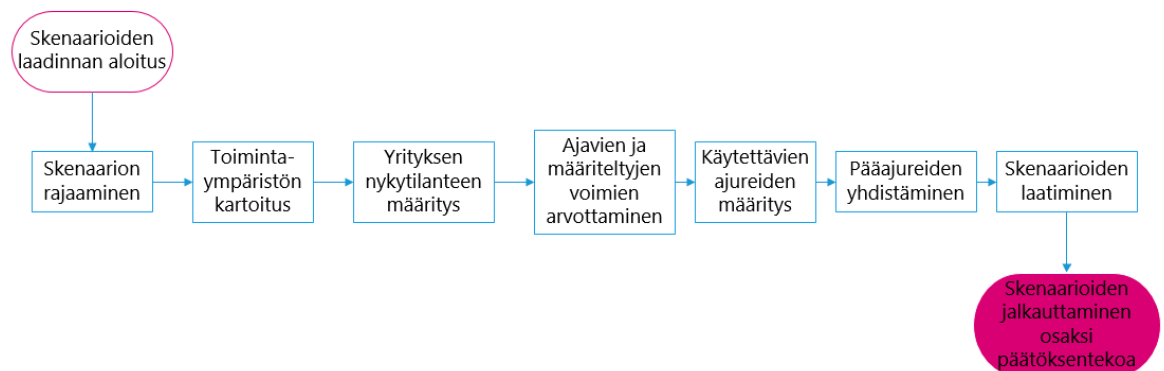 Skenaarioiden
laadinnan aloitus
Skenaarion
rajaaminen
Toiminta-
ympäristön
kartoitus
Yrityksen
nykytilanteen
määritys
Ajavien ja
määriteltyjen
voimien
arvottaminen
Käytettävien
ajureiden
määritys
Pääajureiden
yhdistäminen
Skenaarioiden
laatiminen
Skenaarioiden
jalkauttaminen
osaksi
päätöksentekoa